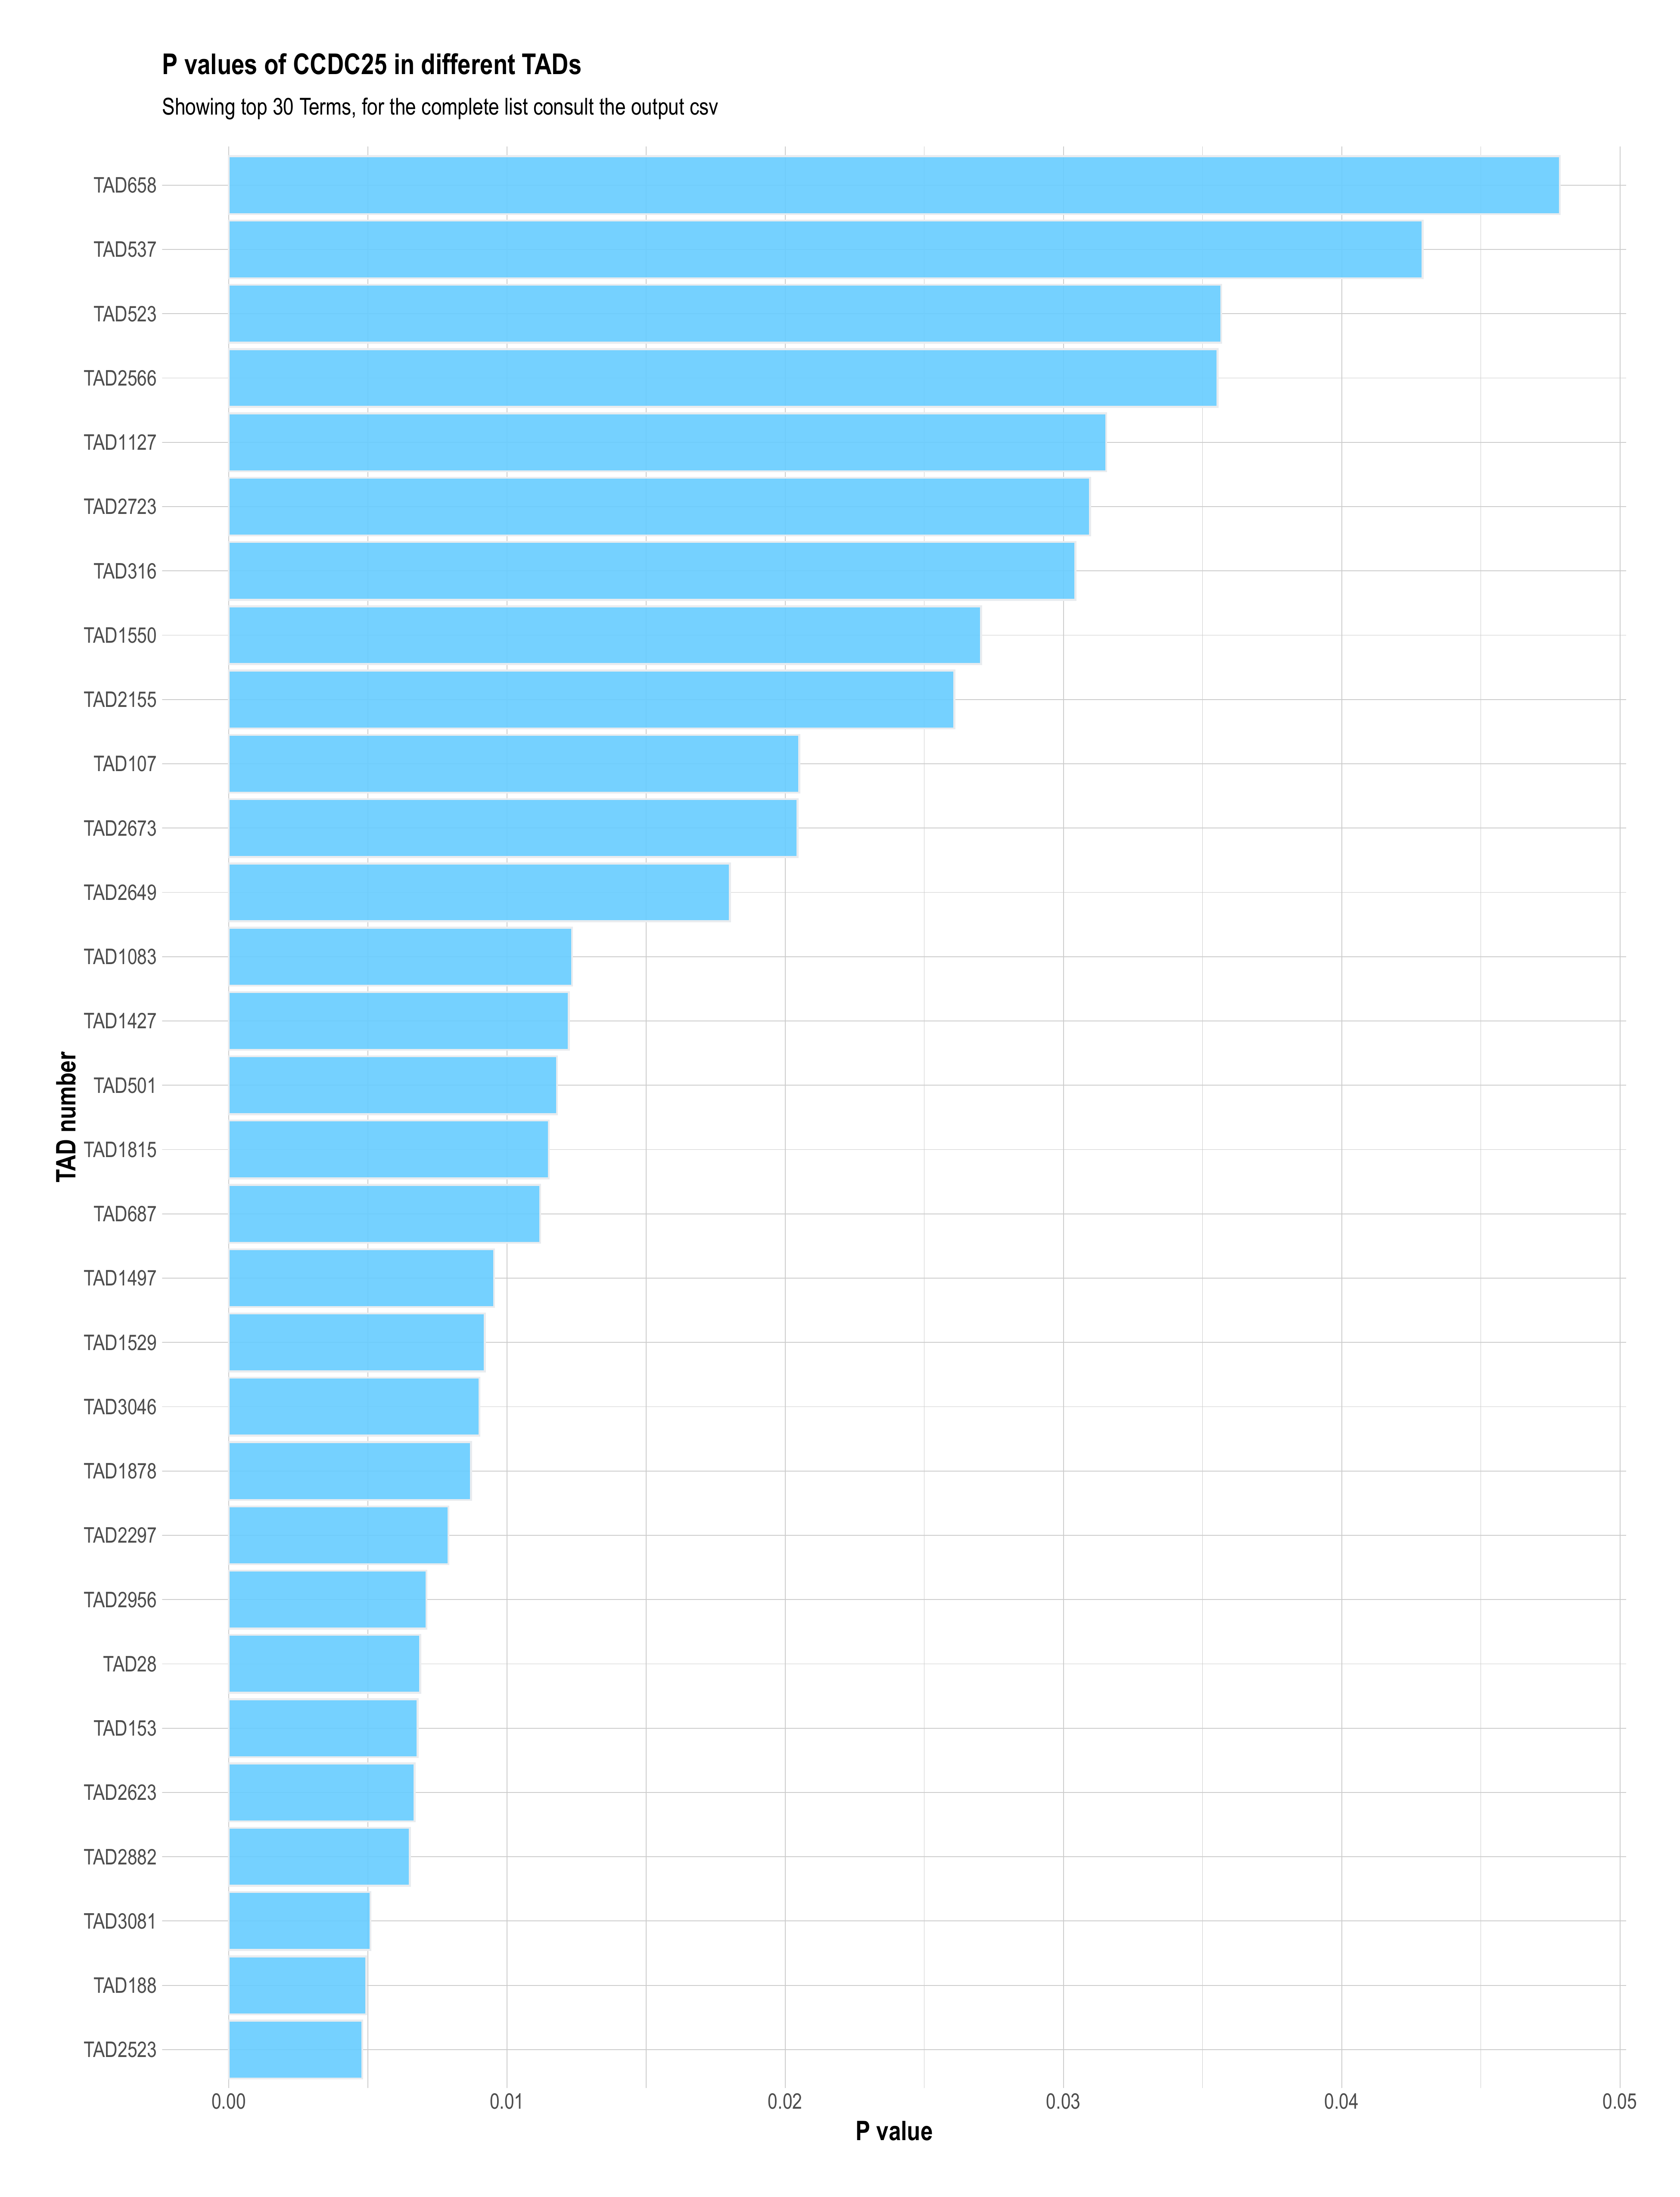 P values of CCDC25 in different TADs
Showing top 30 Terms, for the complete list consult the output csv
TAD658
TAD537
TAD523
TAD2566
TAD1127
TAD2723
TAD316
TAD1550
TAD2155
TAD107
TAD2673
TAD2649
TAD1083
TAD1427
TAD501
TAD1815
TAD687
TAD1497
TAD1529
TAD3046
TAD1878
TAD2297
TAD2956
TAD28
TAD153
TAD2623
TAD2882
TAD3081
TAD188
TAD2523
TAD number
0.00 0.01 0.02 0.03 0.04 0.05
P value